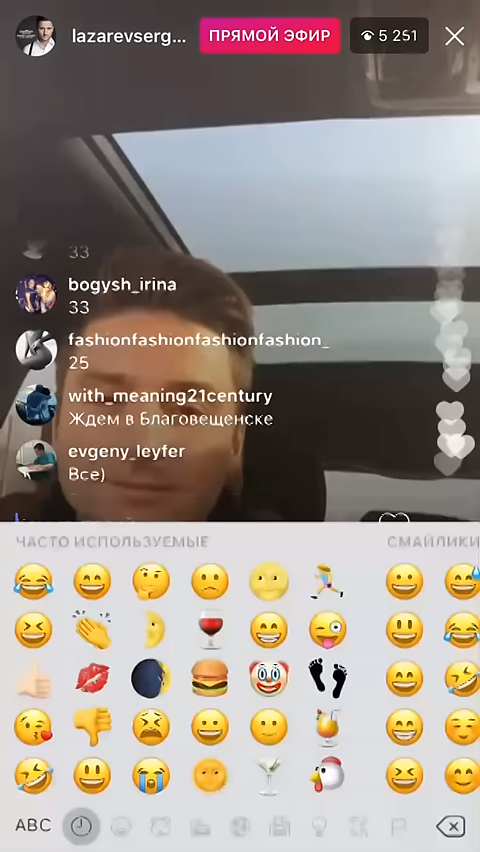 lazarevserg...
ПРЯМОЙ ЭФИР
5 251
33
bogysh_irina
33
fashionfashionfashionfashion_
25
with_meaning21century
Ждем в Благовещенске
evgeny_leyfer
Все)
ЧАСТО ИСПОЛЬЗУЕМЫЕ
СМАЙЛИКИ
ABC